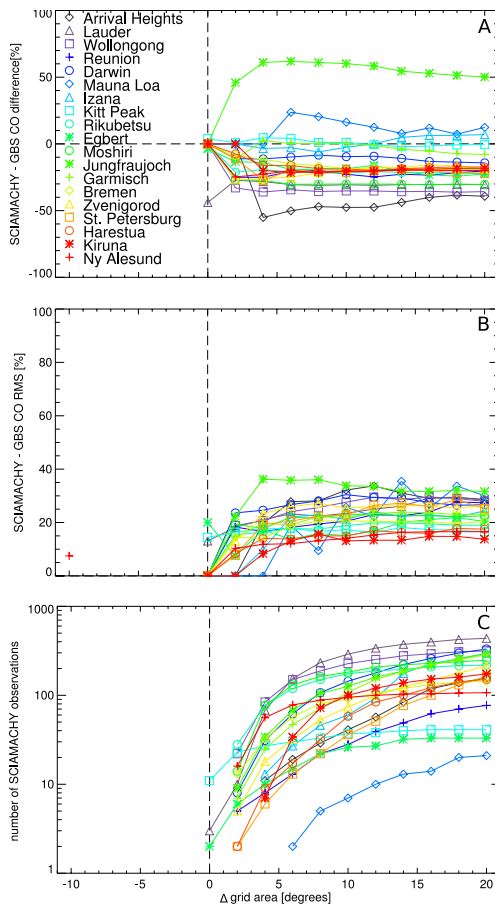 A
SCIAMACHY - GBS CO difference[%]
100
50
0
-50
-100
Arrival Heights
Lauder
Wollongong
Reunion
Darwin
Mauna Loa
Izana
Kitt Peak
Rikubetsu
Egbert
Moshiri
Jungfraujoch
Garmisch
Bremen
Zvenigorod
St. Petersburg
Harestua
Kiruna
Ny Alesund
B
SCIAMACHY - GBS CO RMS [%]
100
80
60
40
20
0
C
number of SCIAMACHY observations
1000
100
10
1
-10 -5 0 5 10 15 20
Δ grid area [degrees]